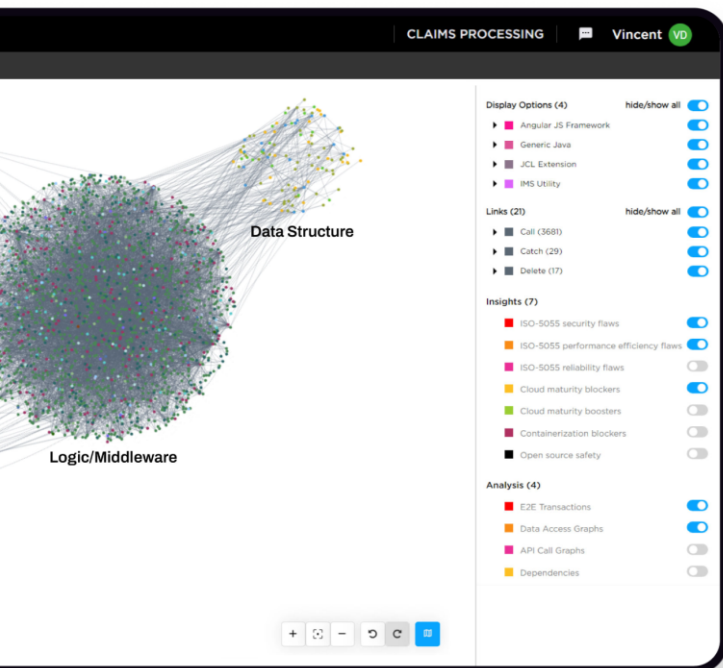 CLAIMS PROCESSING
Vincent VD
Display Options (4) hide/show all
Angular JS Framework
Generic Java
JCL Extension
IMS Utility
Data Structure
Links (21) hide/show all
Call (3681)
Catch (29)
Delete (17)
Insights (7)
ISO-5055 security flaws
ISO-5055 performance efficiency flaws
ISO-5055 reliability flaws
Cloud maturity blockers
Cloud maturity boosters
Containerization blockers
Open source safety
Logic/Middleware
Analysis (4)
E2E Transactions
Data Access Graphs
API Call Graphs
Dependencies